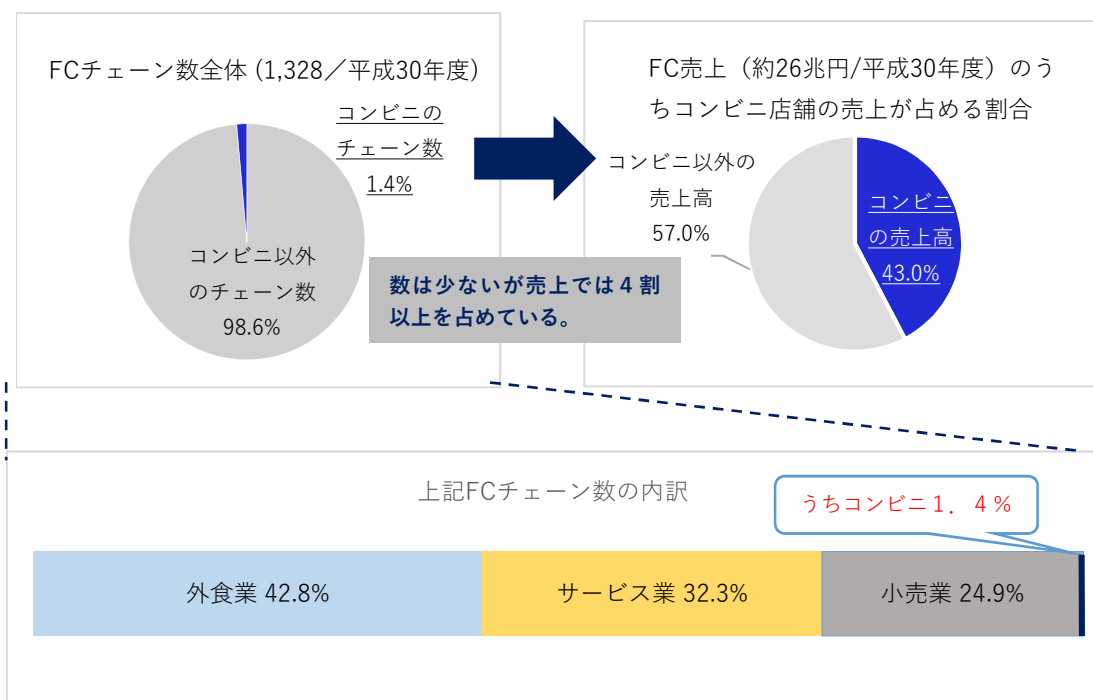 FCチェーン数全体 (1,328／平成30年度)
コンビニの
チェーン数
1.4%
コンビニ以外
のチェーン数
98.6%
数は少ないが売上では４割
以上を占めている。
FC売上（約26兆円/平成30年度）のう
ちコンビニ店舗の売上が占める割合
コンビニ以外の
売上高
57.0%
コンビニ
の売上高
43.0%
上記FCチェーン数の内訳
うちコンビニ１．４％
外食業 42.8%
サービス業 32.3%
小売業 24.9%